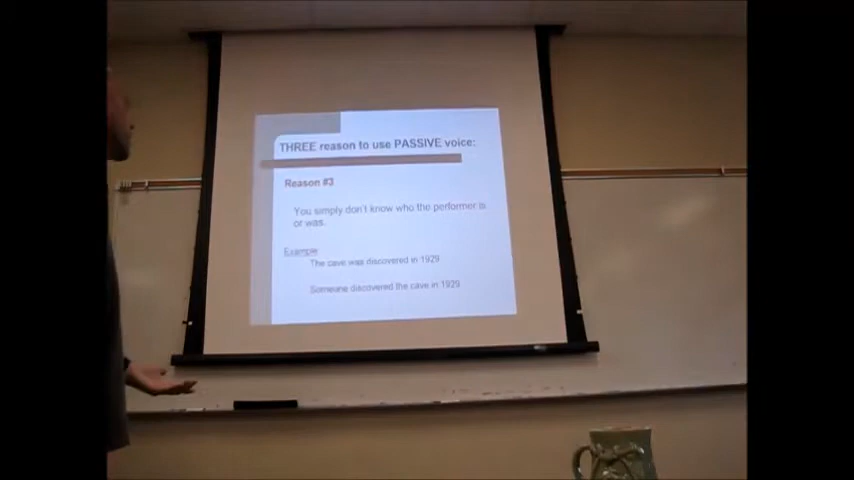 THREE reason to use PASSIVE voice:
Reason #3
You simply don't know who the performer is
or was.
Example
The cave was discovered in 1929
Someone discovered the cave in 1929